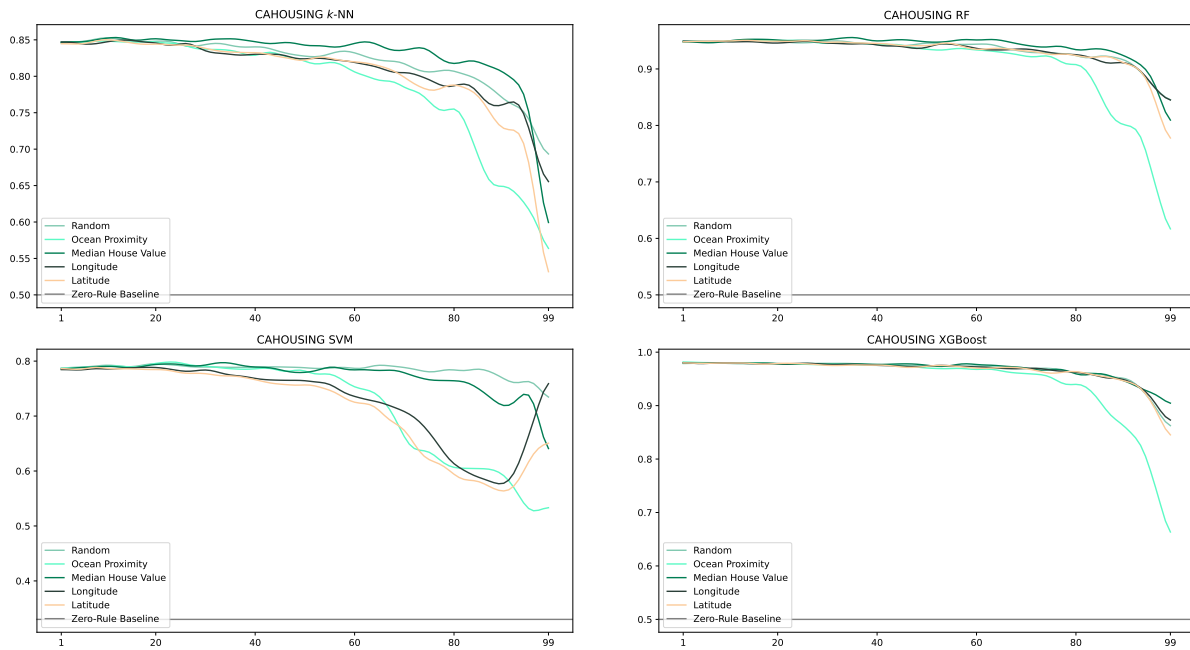 CAHOUSING k-NN
0.85
0.80
0.75
0.70
0.65
0.60
0.55
0.50
Random
Ocean Proximity
Median House Value
Longitude
Latitude
Zero-Rule Baseline
1 20 40 60 80 99
CAHOUSING RF
0.9
0.8
0.7
0.6
0.5
Random
Ocean Proximity
Median House Value
Longitude
Latitude
Zero-Rule Baseline
1 20 40 60 80 99
CAHOUSING SVM
0.8
0.7
0.6
0.5
0.4
Random
Ocean Proximity
Median House Value
Longitude
Latitude
Zero-Rule Baseline
1 20 40 60 80 99
CAHOUSING XGBoost
1.0
0.9
0.8
0.7
0.6
0.5
Random
Ocean Proximity
Median House Value
Longitude
Latitude
Zero-Rule Baseline
1 20 40 60 80 99